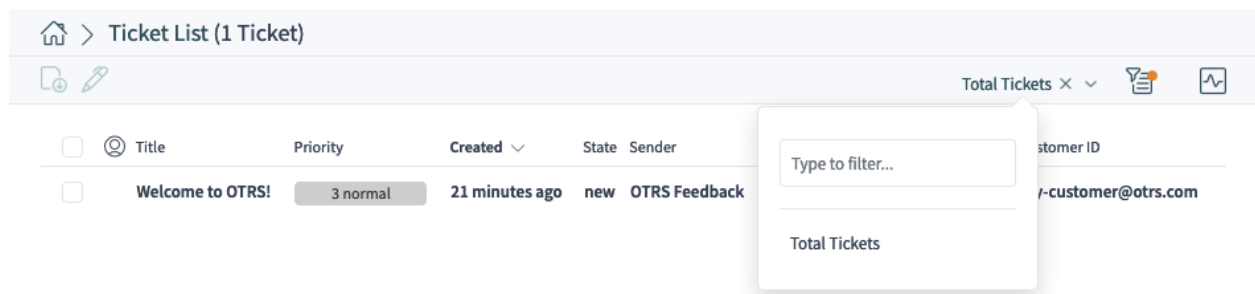 Ticket List (1 Ticket)
Total Tickets
Title Priority Created State Sender stomer ID
Type to filter...
Welcome to OTRS! 3 normal 21 minutes ago new OTRS Feedback -customer@otrs.com
Total Tickets